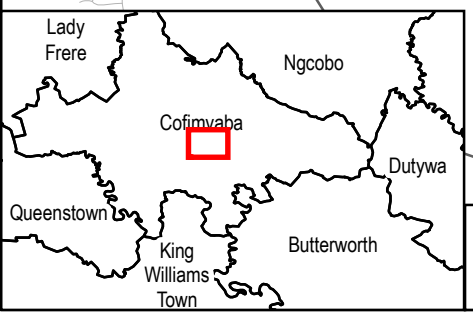 Lady
Frere
Ngcobo
Cofimvaba
Dutywa
Queenstown
Butterworth
King
Williams
Town